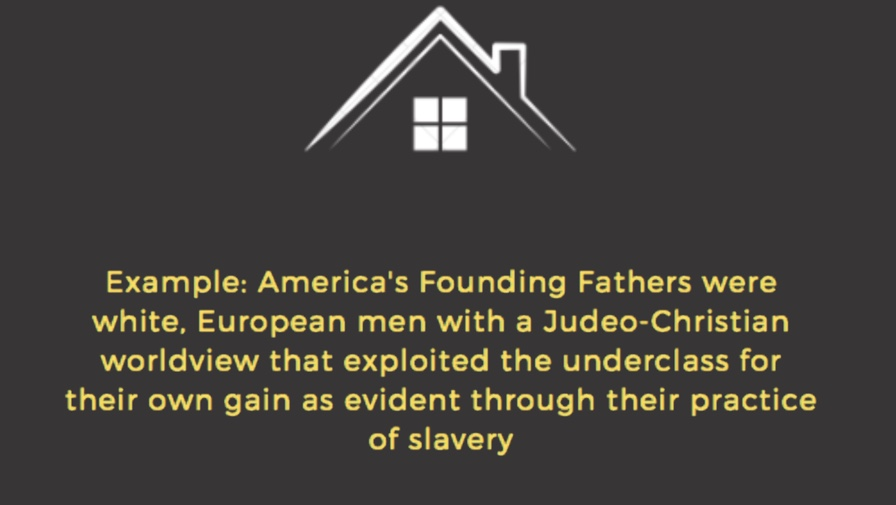 Example: America's Founding Fathers were
white, European men with a Judeo-Christian
worldview that exploited the underclass for
their own gain as evident through their practice
of slavery